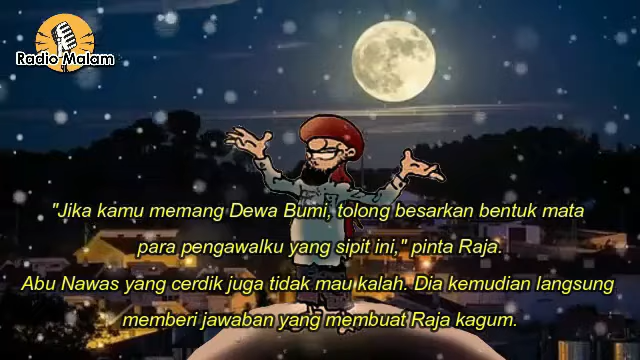 Radio Malam
"Jika kamu memang Dewa Bumi, tolong besarkan bentuk mata
para pengawalku yang sipit ini," pinta Raja.
Abu Nawas yang cerdik juga tidak mau kalah. Dia kemudian langsung
memberi jawaban yang membuat Raja kagum.